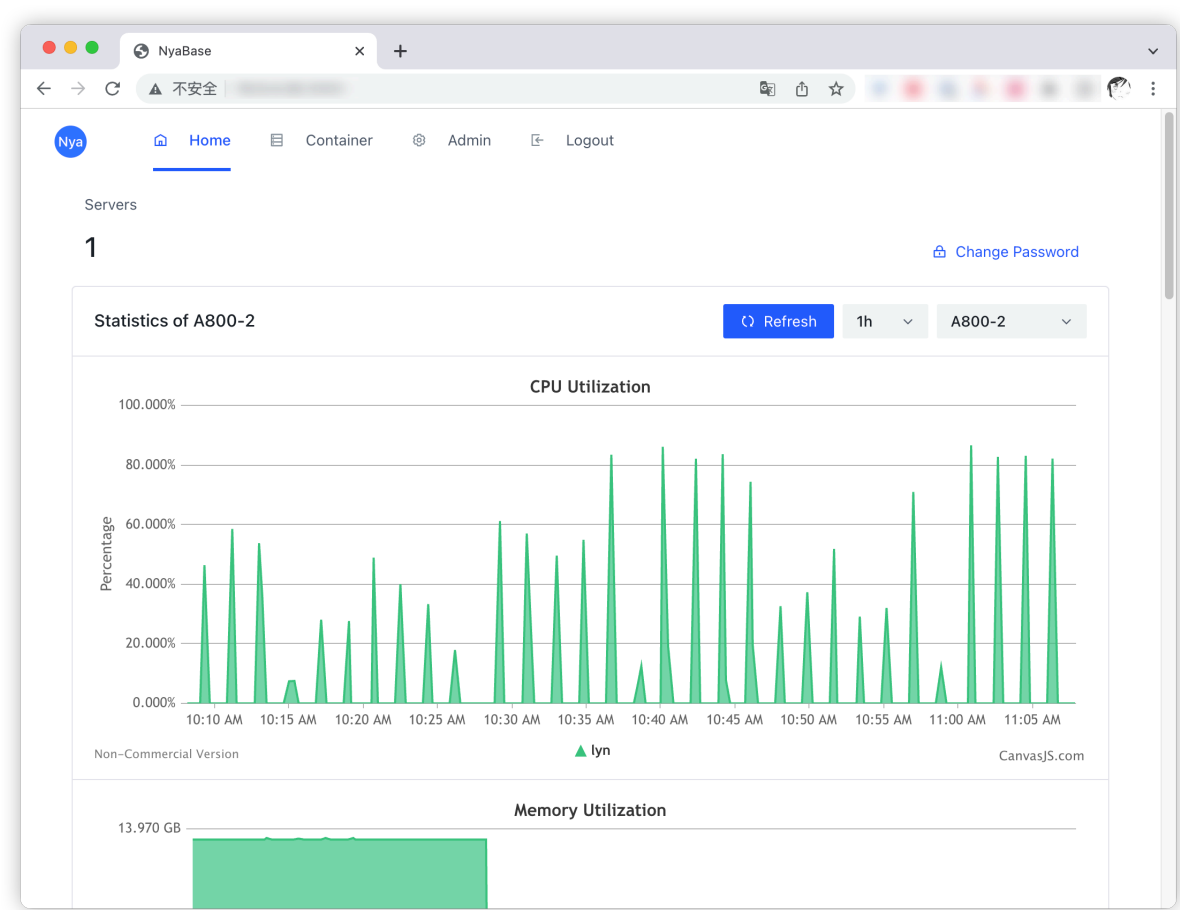 NyaBase
不安全
Nya
Home
Container
Admin
Logout
Servers
1
Change Password
Statistics of A800-2
Refresh
1h
A800-2
CPU Utilization
100.000%
80.000%
60.000%
40.000%
20.000%
0.000%
Percentage
10:10 AM 10:15 AM 10:20 AM 10:25 AM 10:30 AM 10:35 AM 10:40 AM 10:45 AM 10:50 AM 10:55 AM 11:00 AM 11:05 AM
lyn
Non-Commercial Version
CanvasJS.com
Memory Utilization
13.970 GB